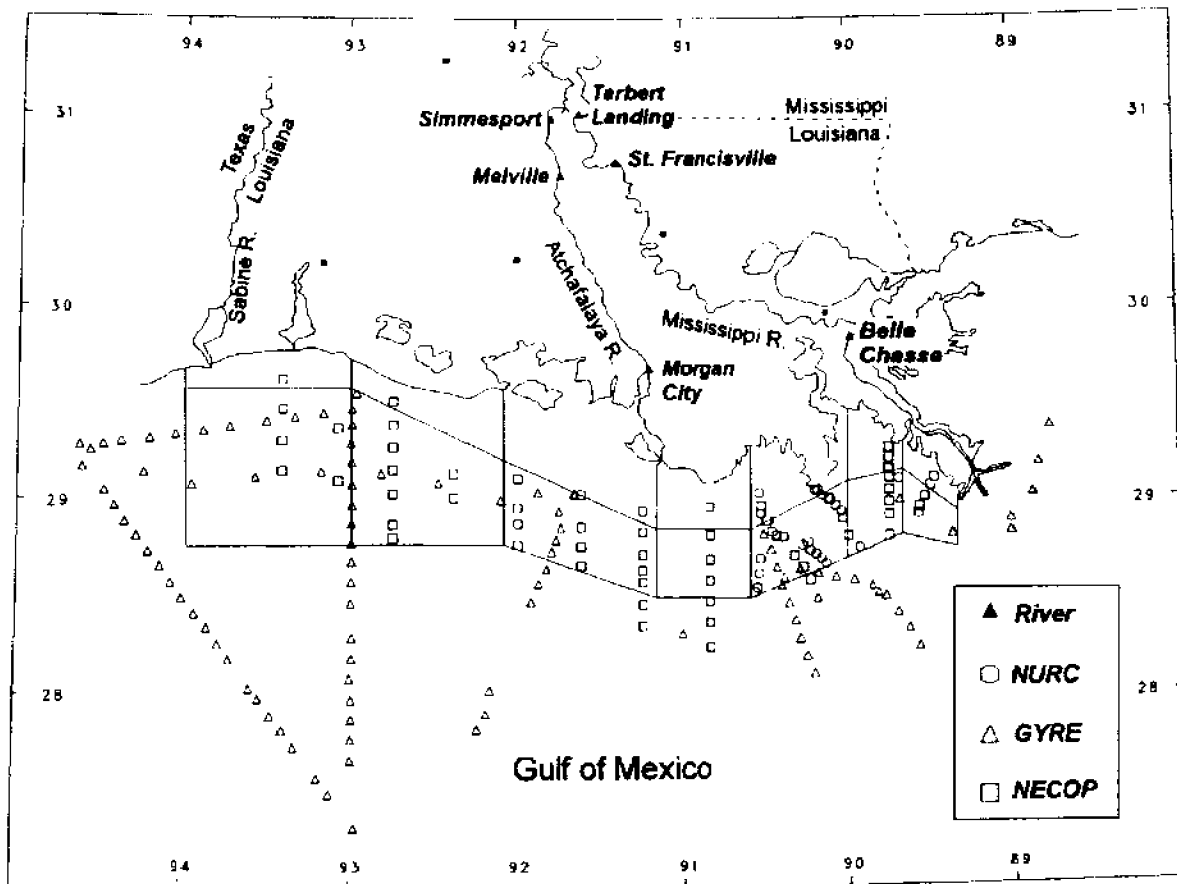 94 93 92 91 90 89
31 31
Tarbert
Landing
Simmesport
Mississippi
Louisiana
Texas
Louisiana
St. Francisville
Melville
Sabine R.
Atchafalaya R.
30 30
Mississippi R.
Belle
Chasse
Morgan
City
29 29
River
NURC
28 28
GYRE
Gulf of Mexico
NECOP
94 93 92 91 90 89